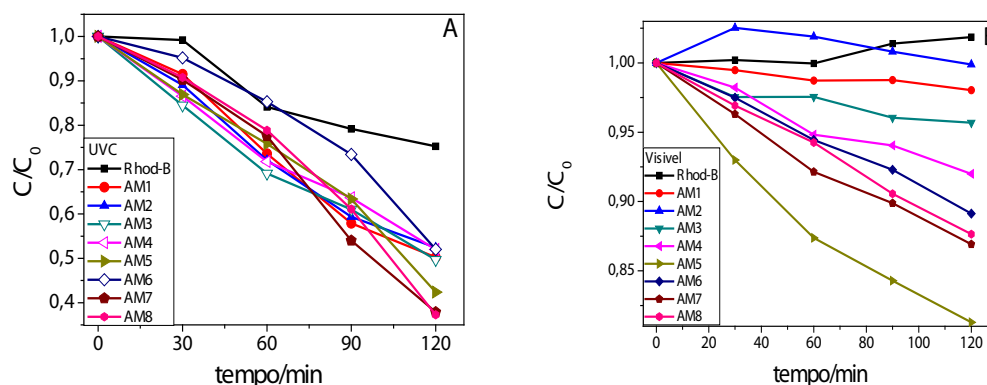 A
1,0
0,9
0,8
0,7
0,6
0,5
0,4
C/C0
UVC
Rhod-B
AM1
AM2
AM3
AM4
AM5
AM6
AM7
AM8
0 30 60 90 120
tempo/min
1,00
0,95
0,90
0,85
C/C0
Visivel
Rhod-B
AM1
AM2
AM3
AM4
AM5
AM6
AM7
AM8
0 20 40 60 80 100 120
tempo/min